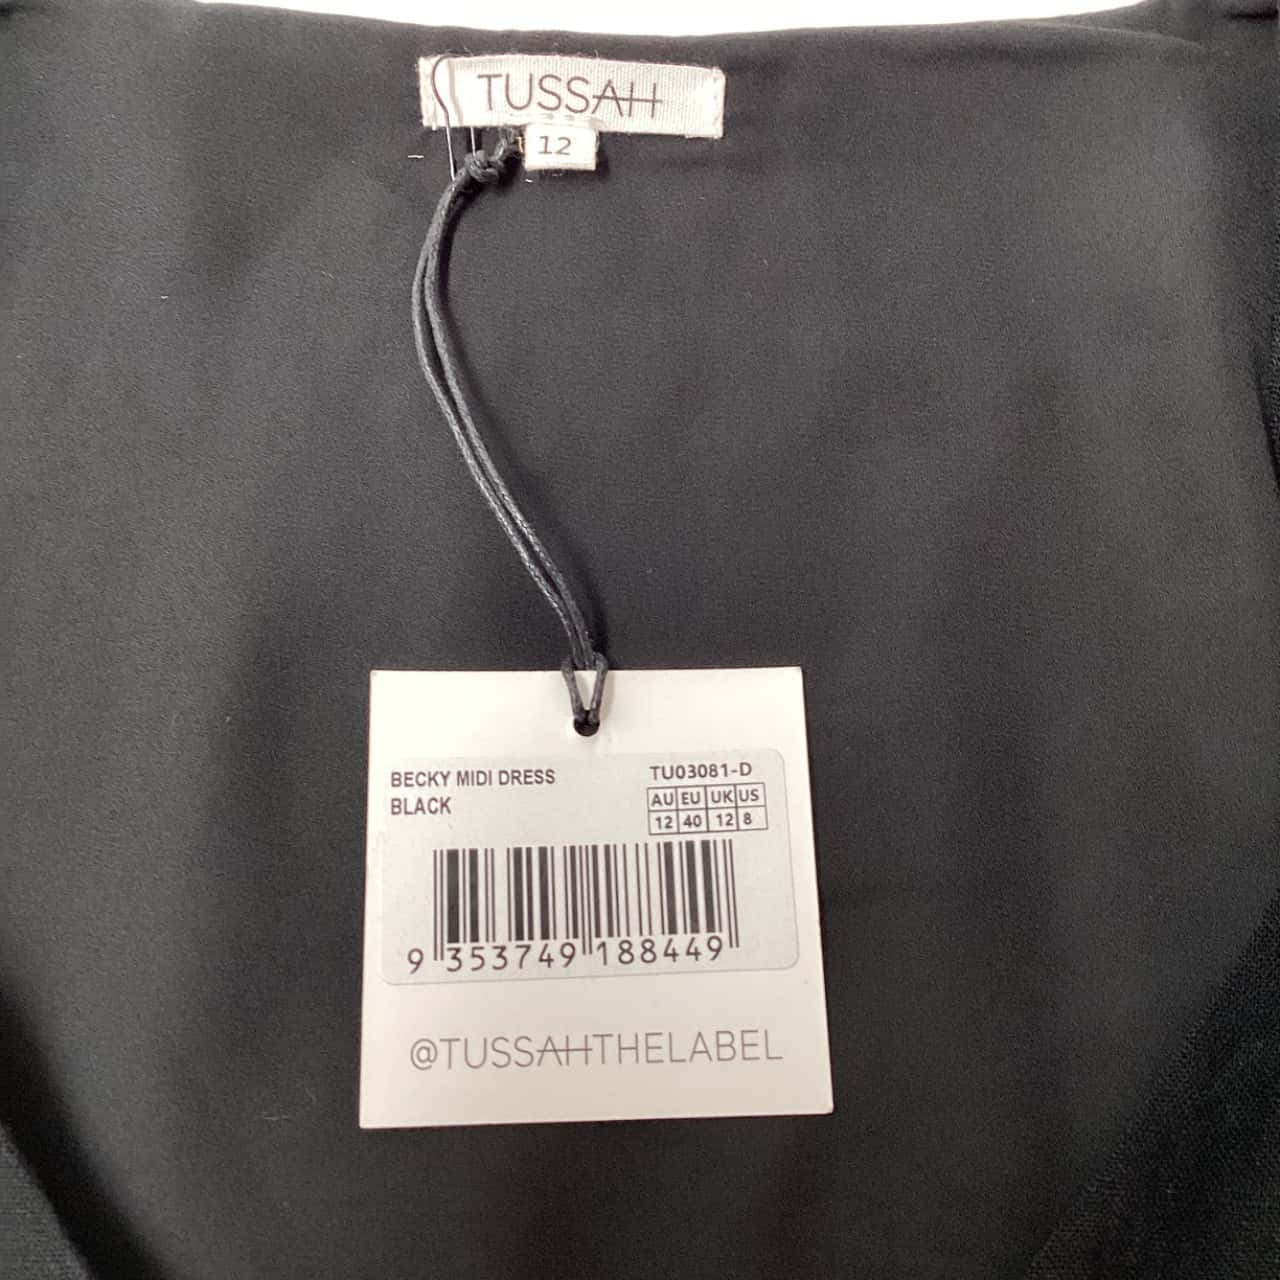 TUSSAH
12
BECKY MIDI DRESS
BLACK
TU03081-D
AU EU UK US
12 40 12 8
9 353749 188449
@TUSSAHTHELABEL